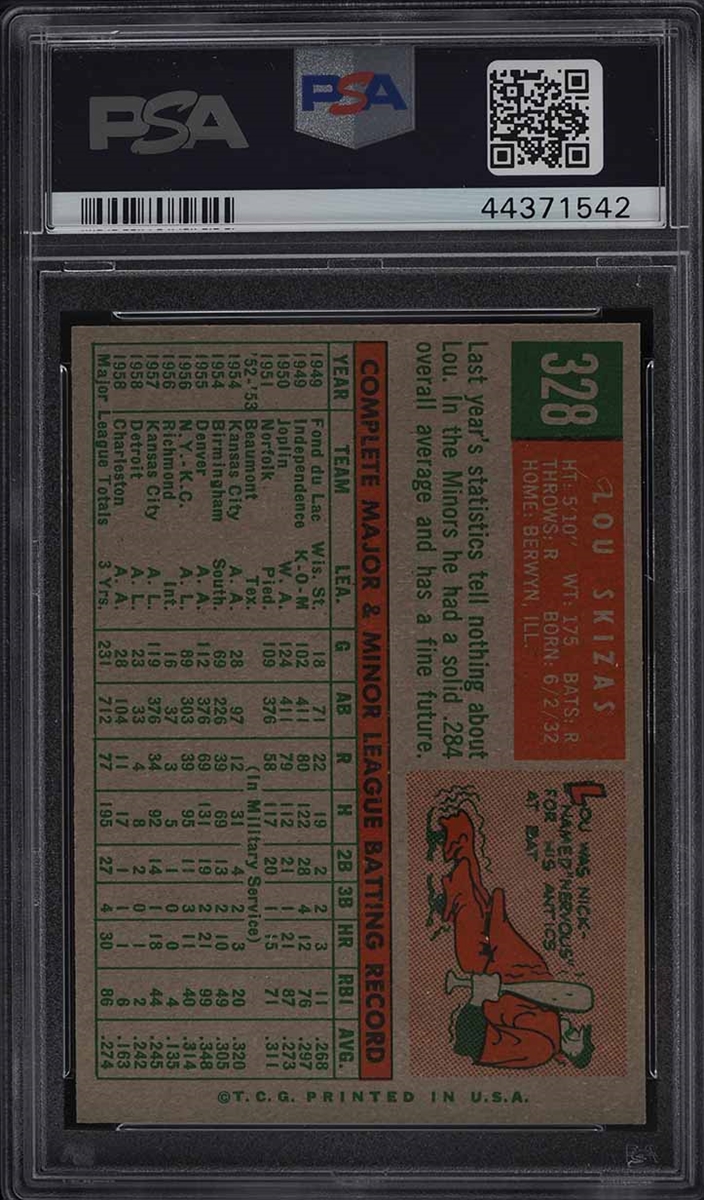 PSA
PSA
44371542
328
LOU SKIZAS
HT: 5'10" WT: 175 BATS: R
THROWS: R BORN: 6/2/32
HOME: BERWYN, ILL.
Last year's statistics tell nothing about
Lou. In the Minors he had a solid .284
overall average and has a fine future.
LOU WAS NICK-
NAMED "NERVOUS"
FOR HIS ANTICS
AT BAT
COMPLETE MAJOR & MINOR LEAGUE BATTING RECORD
YEAR TEAM LEA. G AB R H 2B 3B HR RBI AVG.
1949 Fond du Lac Wis. St. 18 71 22 19 2 2 3 11 .268
1949 Independence K-O-M 102 411 80 122 28 4 12 76 .297
1950 Joplin W. A. 124 411 79 112 21 1 21 87 .273
1951 Norfolk Pied. 109 376 58 117 20 1 15 71 .311
'52-'53 Beaumont Tex. (In Military Service)
1954 Kansas City A. A. 28 97 12 31 4 2 3 20 .320
1954 Birmingham South. 69 226 39 69 13 2 10 49 .305
1955 Denver A. A. 112 376 69 131 19 2 21 99 .348
1956 N.Y.-K.C. A. L. 89 303 39 95 11 3 11 40 .314
1956 Richmond Int. 16 37 3 5 1 0 1 4 .135
1957 Kansas City A. L. 119 376 34 92 14 1 18 44 .245
1958 Detroit A. L. 23 33 4 8 2 0 1 2 .242
1958 Charleston A. A. 28 104 11 17 1 1 1 6 .163
Major League Totals 3 Yrs. 231 712 77 195 27 4 30 86 .274
©T.C.G. PRINTED IN U.S.A.
PSA